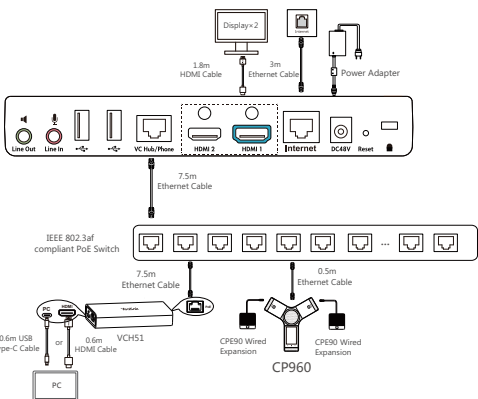 Display×2
Internet
1.8m
HDMI Cable
3m
Ethernet Cable
Power Adapter
Line Out
Line In
VC Hub/Phone
HDMI 2
HDMI 1
Internet
DC48V
Reset
7.5m
Ethernet Cable
IEEE 802.3af
compliant PoE Switch
...
7.5m
Ethernet Cable
0.5m
Ethernet Cable
PC
HDMI
PoE
VCH51
0.6m USB
Type-C Cable
or
0.6m
HDMI Cable
PC
CPE90 Wired
Expansion
CP960
CPE90 Wired
Expansion